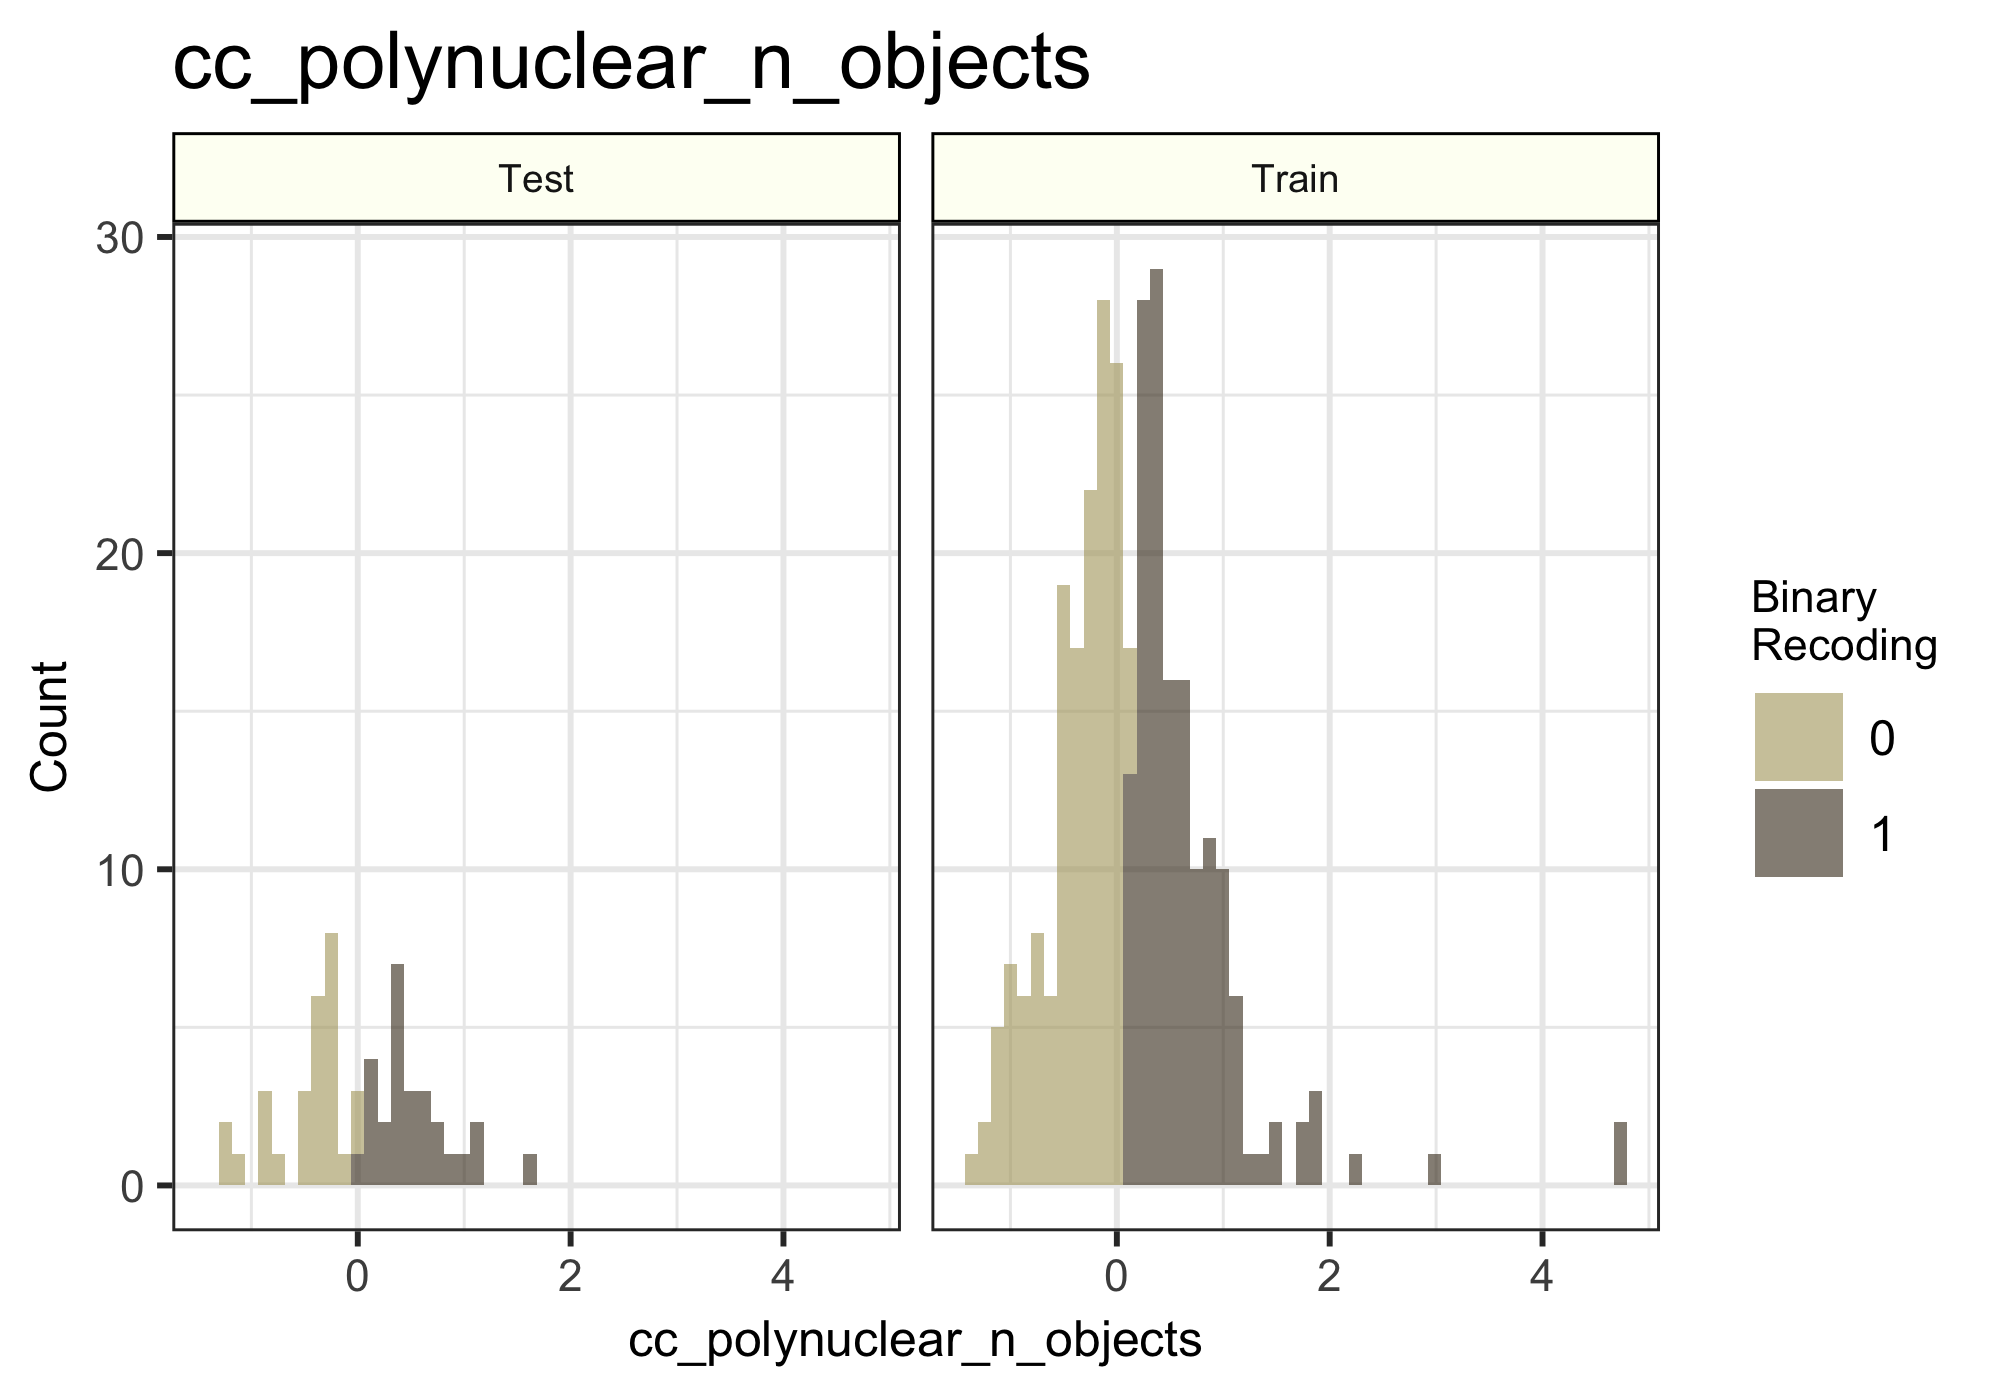 cc_polynuclear_n_objects
Test
Train
30
20
10
0
Count
0 2 4
0 2 4
cc_polynuclear_n_objects
Binary
Recoding
0
1